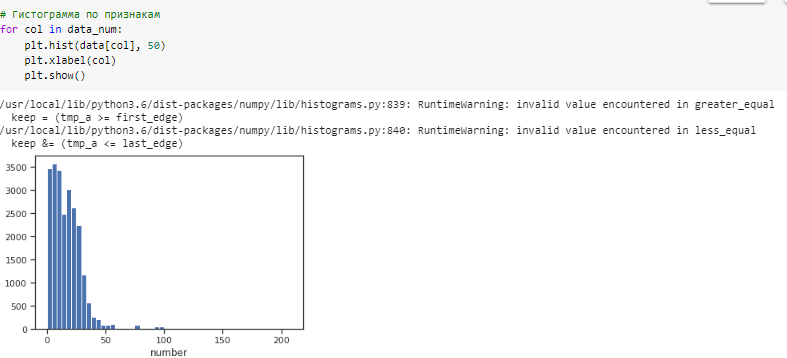 # Гистограмма по признакам
for col in data_num:
    plt.hist(data[col], 50)
    plt.xlabel(col)
    plt.show()
/usr/local/lib/python3.6/dist-packages/numpy/lib/histograms.py:839: RuntimeWarning: invalid value encountered in greater_equal
  keep = (tmp_a >= first_edge)
/usr/local/lib/python3.6/dist-packages/numpy/lib/histograms.py:840: RuntimeWarning: invalid value encountered in less_equal
  keep &= (tmp_a <= last_edge)
3500
3000
2500
2000
1500
1000
500
0
0 50 100 150 200
number